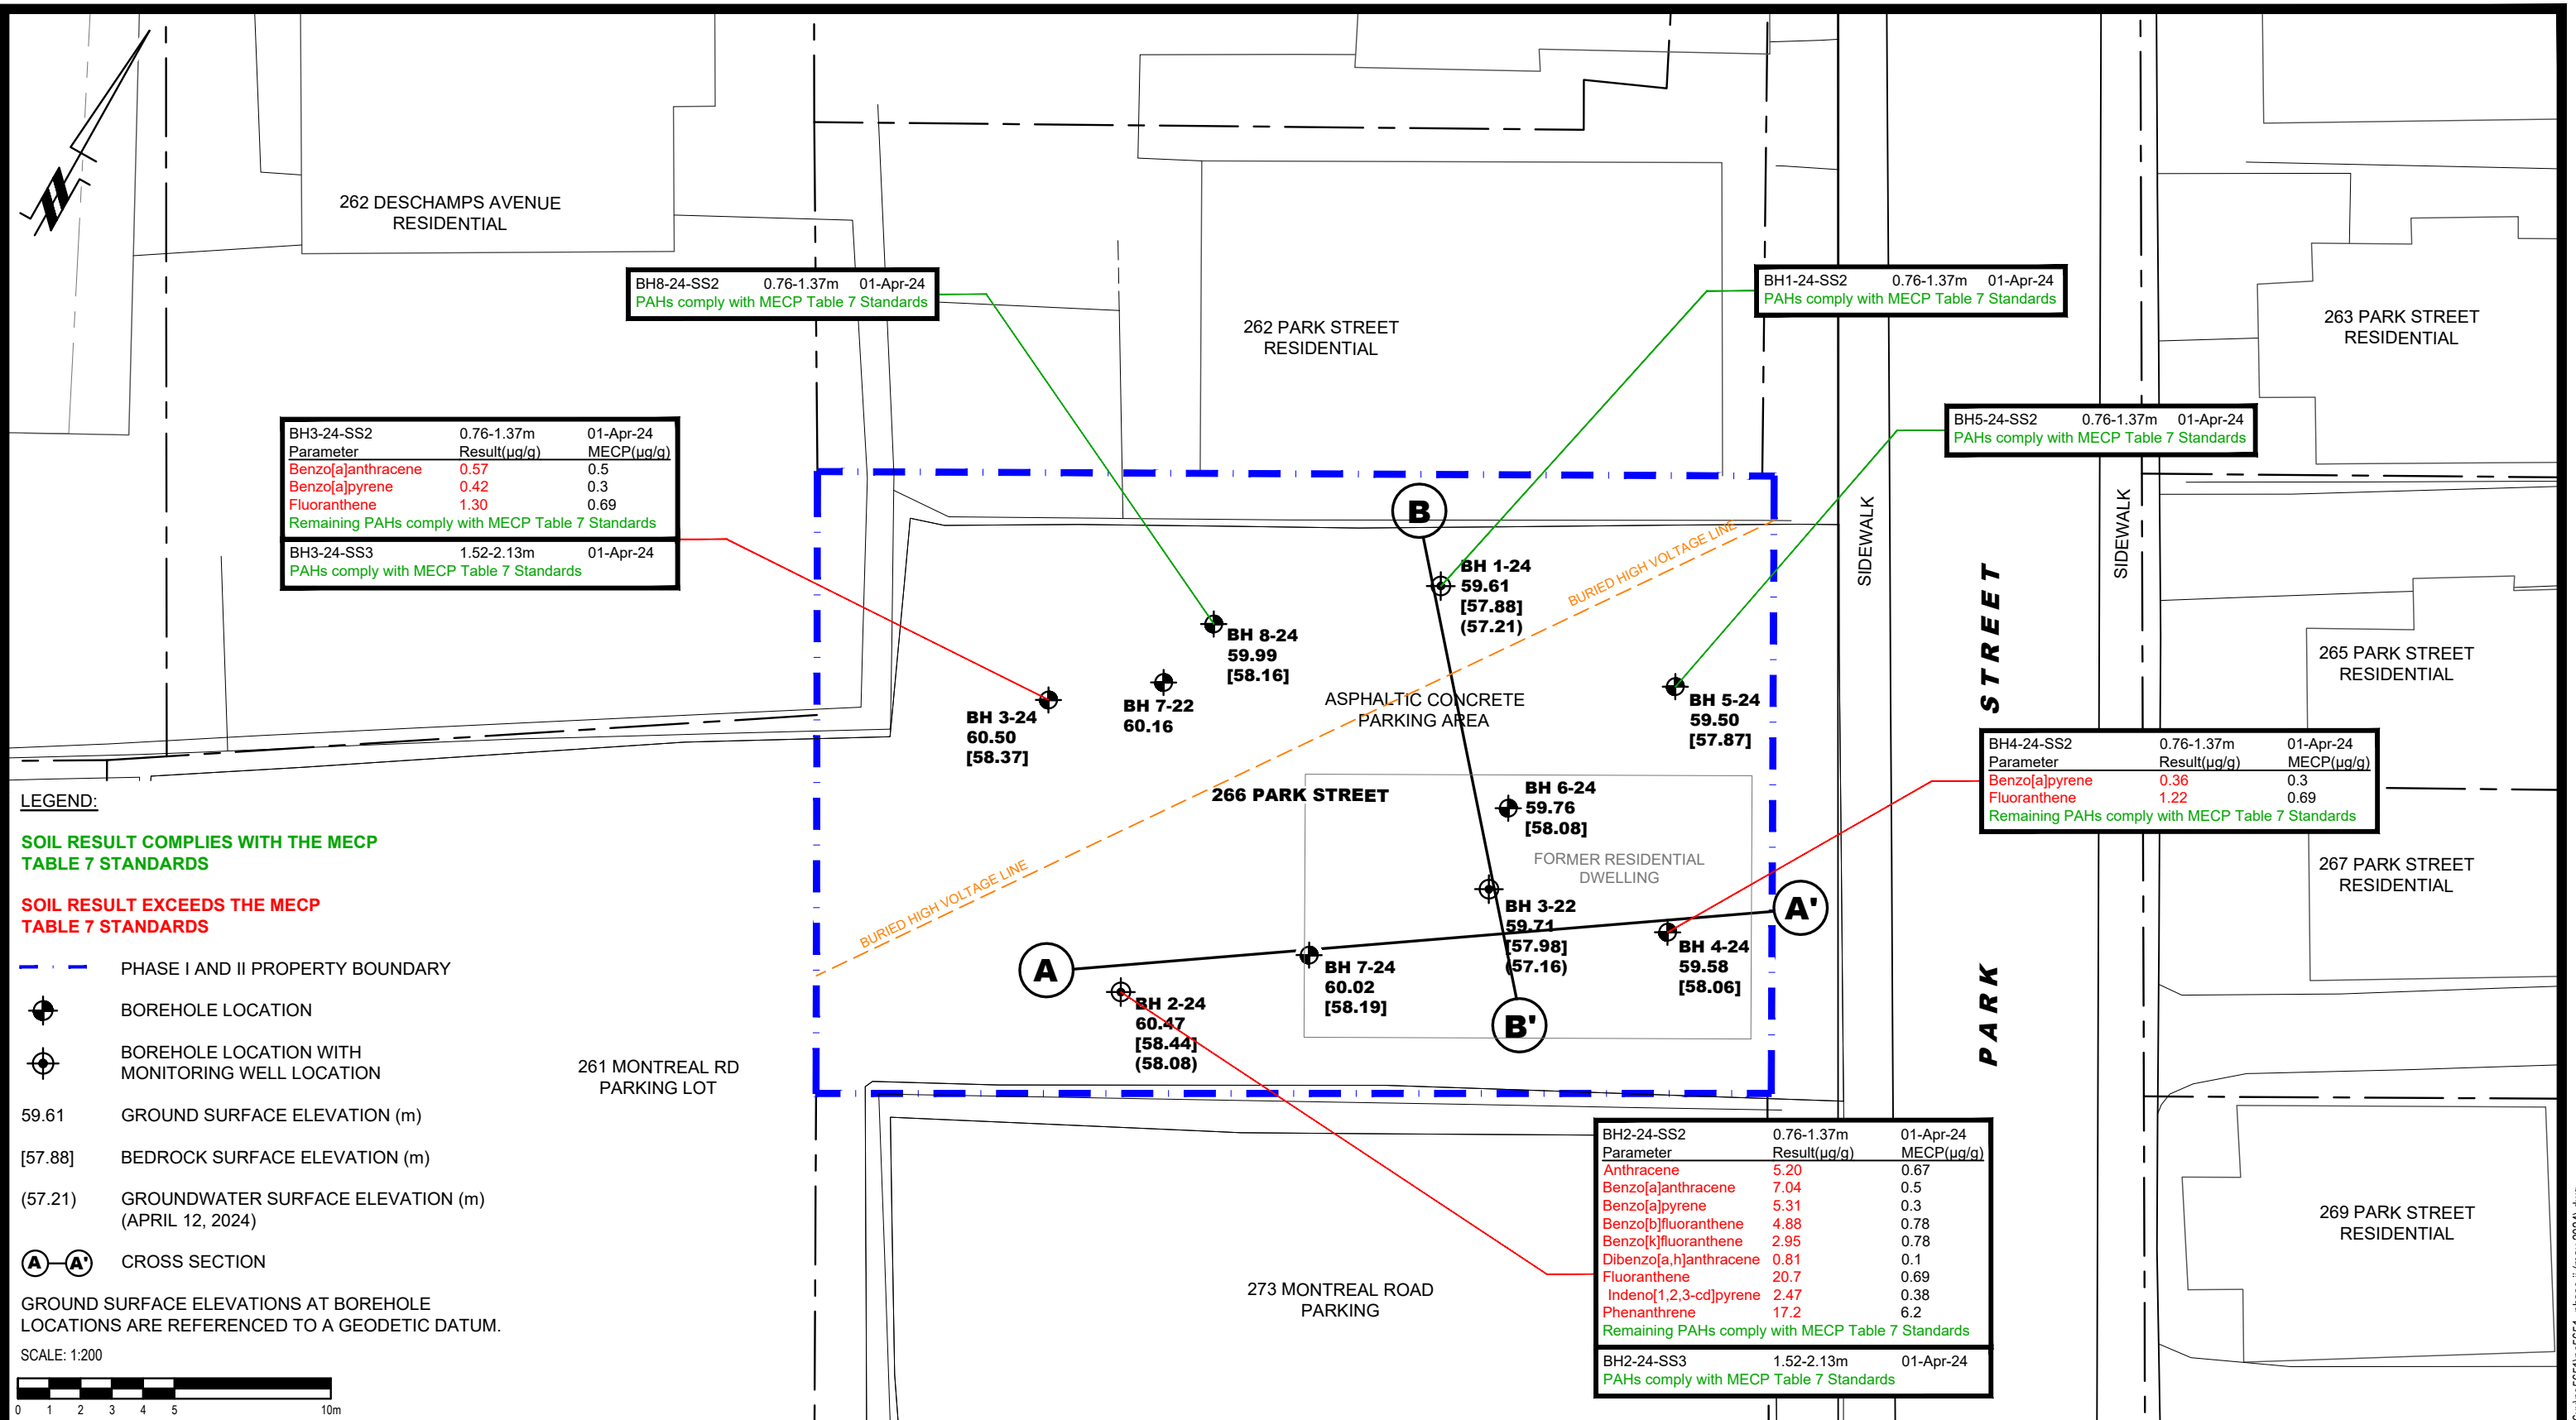 262 DESCHAMPS AVENUE
RESIDENTIAL
BH8-24-SS2 0.76-1.37m 01-Apr-24
PAHs comply with MECP Table 7 Standards
262 PARK STREET
RESIDENTIAL
BH1-24-SS2 0.76-1.37m 01-Apr-24
PAHs comply with MECP Table 7 Standards
263 PARK STREET
RESIDENTIAL
BH3-24-SS2 0.76-1.37m 01-Apr-24
Parameter Result(µg/g) MECP(µg/g)
Benzo[a]anthracene 0.57 0.5
Benzo[a]pyrene 0.42 0.3
Fluoranthene 1.30 0.69
Remaining PAHs comply with MECP Table 7 Standards
BH3-24-SS3 1.52-2.13m 01-Apr-24
PAHs comply with MECP Table 7 Standards
BH5-24-SS2 0.76-1.37m 01-Apr-24
PAHs comply with MECP Table 7 Standards
B
BURIED HIGH VOLTAGE LINE
SIDEWALK
SIDEWALK
BH 1-24
59.61
[57.88]
(57.21)
BH 8-24
59.99
[58.16]
BH 7-22
60.16
BH 3-24
60.50
[58.37]
ASPHALTIC CONCRETE
PARKING AREA
BH 5-24
59.50
[57.87]
PARK STREET
265 PARK STREET
RESIDENTIAL
BH4-24-SS2 0.76-1.37m 01-Apr-24
Parameter Result(µg/g) MECP(µg/g)
Benzo[a]pyrene 0.36 0.3
Fluoranthene 1.22 0.69
Remaining PAHs comply with MECP Table 7 Standards
267 PARK STREET
RESIDENTIAL
266 PARK STREET
BH 6-24
59.76
[58.08]
FORMER RESIDENTIAL
DWELLING
BURIED HIGH VOLTAGE LINE
BH 3-22
59.71
[57.98]
(57.16)
A
A'
BH 7-24
60.02
[58.19]
BH 4-24
59.58
[58.06]
B'
BH 2-24
60.47
[58.44]
(58.08)
261 MONTREAL RD
PARKING LOT
273 MONTREAL ROAD
PARKING
BH2-24-SS2 0.76-1.37m 01-Apr-24
Parameter Result(µg/g) MECP(µg/g)
Anthracene 5.20 0.67
Benzo[a]anthracene 7.04 0.5
Benzo[a]pyrene 5.31 0.3
Benzo[b]fluoranthene 4.88 0.78
Benzo[k]fluoranthene 2.95 0.78
Dibenzo[a,h]anthracene 0.81 0.1
Fluoranthene 20.7 0.69
Indeno[1,2,3-cd]pyrene 2.47 0.38
Phenanthrene 17.2 6.2
Remaining PAHs comply with MECP Table 7 Standards
BH2-24-SS3 1.52-2.13m 01-Apr-24
PAHs comply with MECP Table 7 Standards
269 PARK STREET
RESIDENTIAL
LEGEND:
SOIL RESULT COMPLIES WITH THE MECP
TABLE 7 STANDARDS
SOIL RESULT EXCEEDS THE MECP
TABLE 7 STANDARDS
PHASE I AND II PROPERTY BOUNDARY
BOREHOLE LOCATION
BOREHOLE LOCATION WITH
MONITORING WELL LOCATION
59.61 GROUND SURFACE ELEVATION (m)
[57.88] BEDROCK SURFACE ELEVATION (m)
(57.21) GROUNDWATER SURFACE ELEVATION (m)
(APRIL 12, 2024)
A A' CROSS SECTION
GROUND SURFACE ELEVATIONS AT BOREHOLE
LOCATIONS ARE REFERENCED TO A GEODETIC DATUM.
SCALE: 1:200
0 1 2 3 4 5 10m